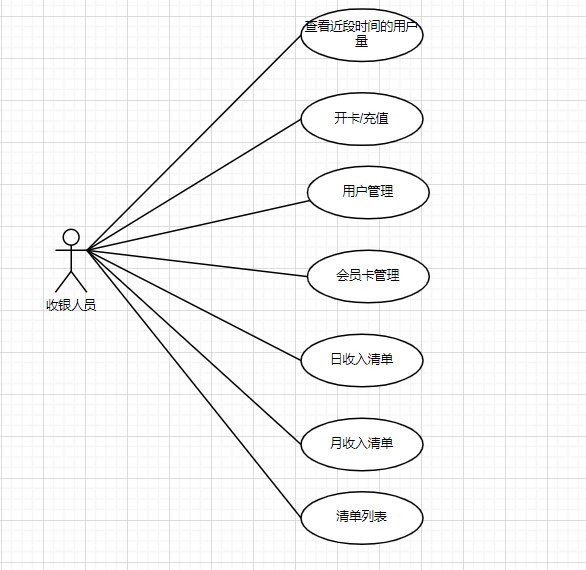 查看近段时间的用户
量
开卡/充值
用户管理
会员卡管理
收银人员
日收入清单
月收入清单
清单列表